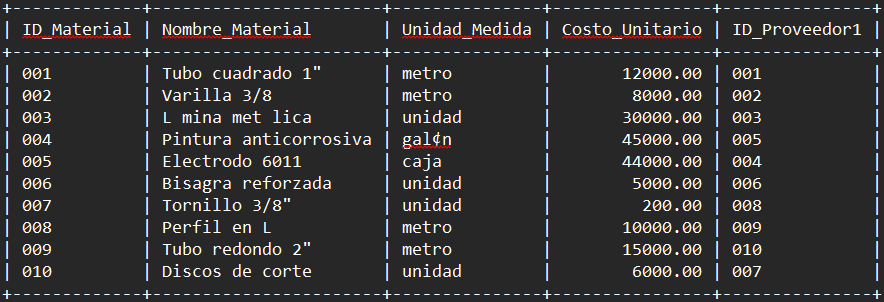 +-------------+----------------------+---------------+----------------+---------------+
| ID_Material | Nombre_Material | Unidad_Medida | Costo_Unitario | ID_Proveedor1 |
+-------------+----------------------+---------------+----------------+---------------+
| 001 | Tubo cuadrado 1" | metro | 12000.00 | 001 |
| 002 | Varilla 3/8 | metro | 8000.00 | 002 |
| 003 | L mina met lica | unidad | 30000.00 | 003 |
| 004 | Pintura anticorrosiva | gal¢n | 45000.00 | 005 |
| 005 | Electrodo 6011 | caja | 44000.00 | 004 |
| 006 | Bisagra reforzada | unidad | 5000.00 | 006 |
| 007 | Tornillo 3/8" | unidad | 200.00 | 008 |
| 008 | Perfil en L | metro | 10000.00 | 009 |
| 009 | Tubo redondo 2" | metro | 15000.00 | 010 |
| 010 | Discos de corte | unidad | 6000.00 | 007 |
+-------------+----------------------+---------------+----------------+---------------+